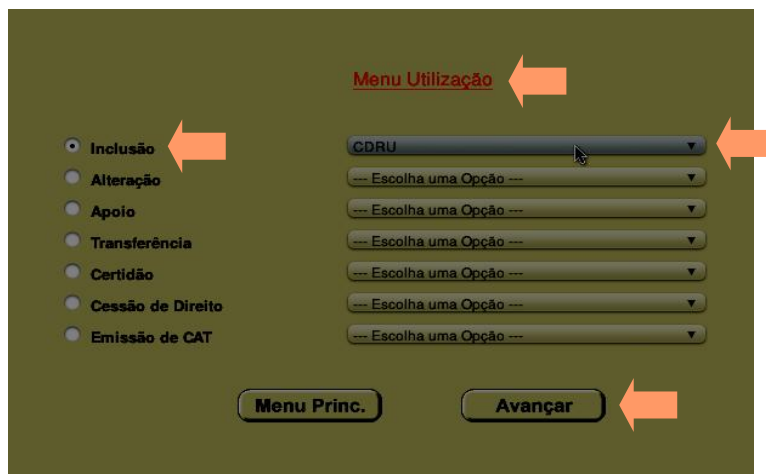 Menu Utilização
Inclusão CDRU
Alteração --- Escolha uma Opção ---
Apoio --- Escolha uma Opção ---
Transferência --- Escolha uma Opção ---
Certidão --- Escolha uma Opção ---
Cessão de Direito --- Escolha uma Opção ---
Emissão de CAT --- Escolha uma Opção ---
Menu Princ. Avançar